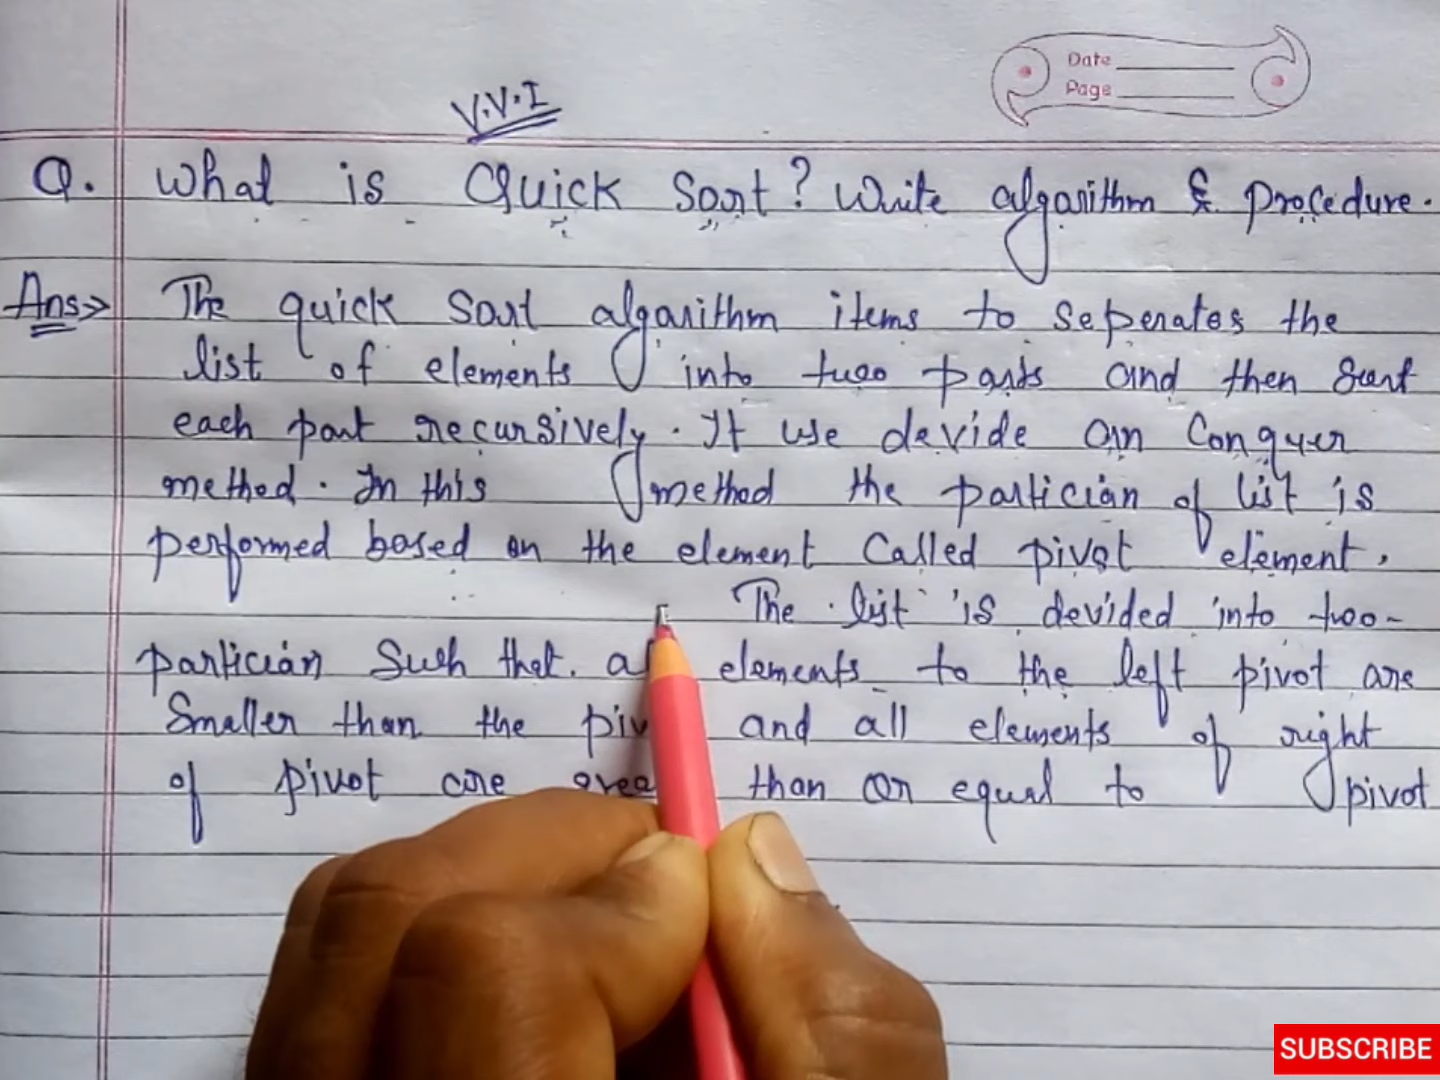 Date
Page
V.V.I
Q. What is Quick Sort? Write algorithm & procedure.
Ans> The quick Sort algorithm items to seperates the
list of elements into two parts and then Sort
each part recursively. It use devide an Conquer
method. In this method the partician of list is
performed based on the element Called pivot element.
The list is devided into two-
partician Such that. elements to the left pivot are
Smaller than the and all elements of right
of pivot are than or equal to pivot
SUBSCRIBE